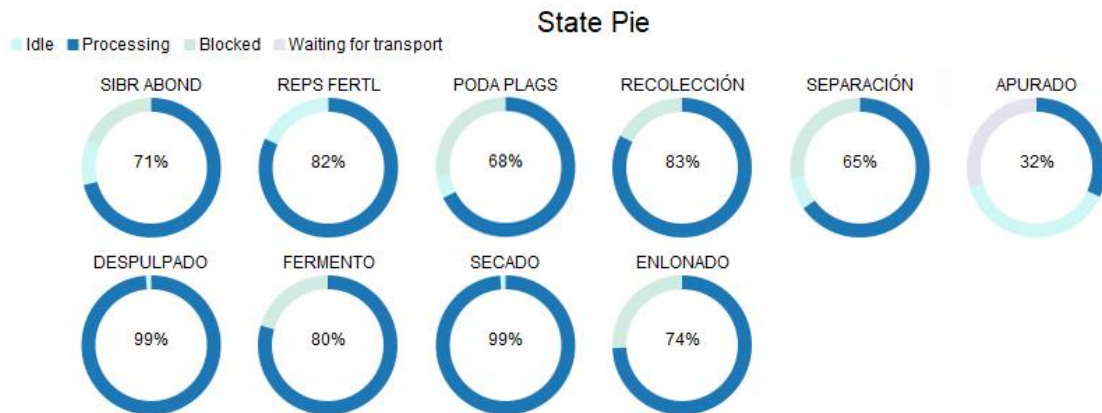 State Pie
Idle Processing Blocked Waiting for transport
SIBR ABOND REPS FERTL PODA PLAGS RECOLECCIÓN SEPARACIÓN APURADO
71% 82% 68% 83% 65% 32%
DESPULPADO FERMENTO SECADO ENLONADO
99% 80% 99% 74%